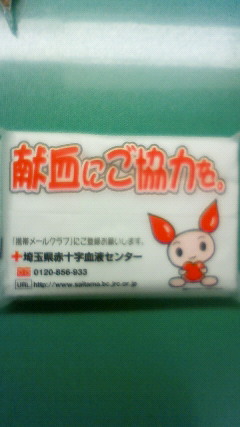 献血にご協力を。
「携帯メールクラブ」にご登録お願いします。
埼玉県赤十字血液センター
0120-856-933
URL http://www.saitama.bc.jrc.or.jp